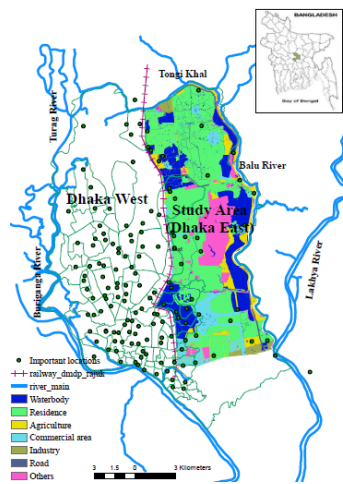 BANGLADESH
Bay of Bengal
Tongi Khal
Turag River
Balu River
Dhaka West
Study Area
(Dhaka East)
Buriganga River
Lakhya River
Important locations
railway_dmdp_rajuk
river_main
Waterbody
Residence
Agriculture
Commercial area
Industry
Road
Others
3 1.5 0 3 Kilometers